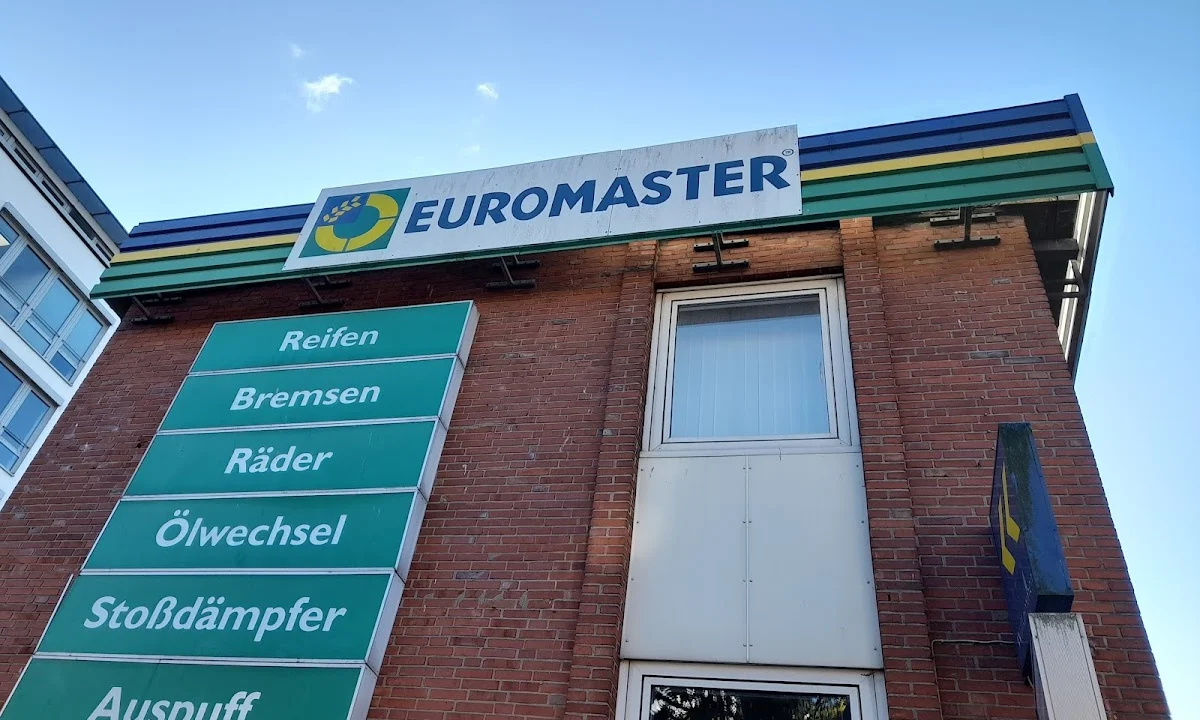 EUROMASTER
Reifen
Bremsen
Räder
Ölwechsel
Stoßdämpfer
Auspuff